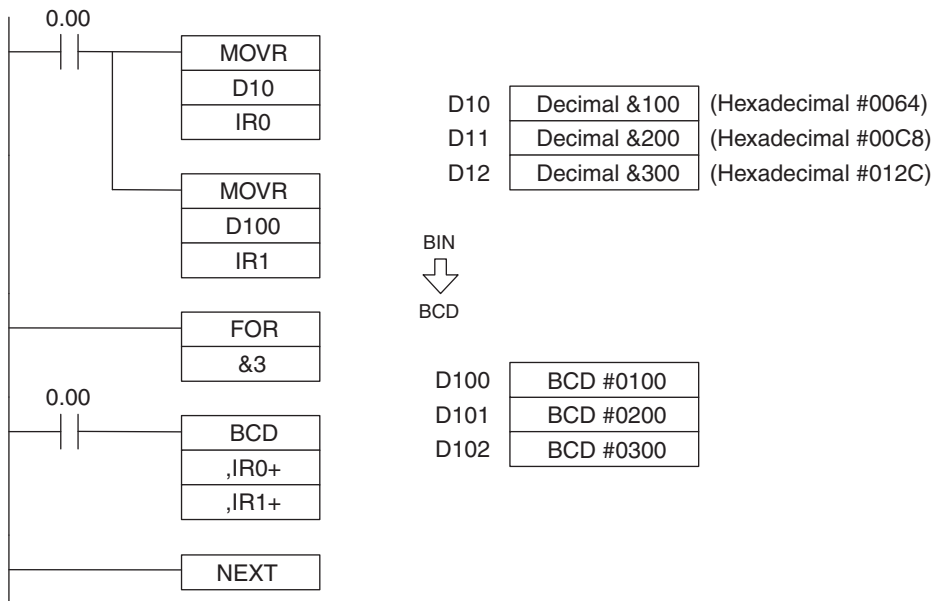 0.00
MOVR
D10
IR0
MOVR
D100
IR1
FOR
&3
0.00
BCD
,IR0+
,IR1+
NEXT
D10 Decimal &100 (Hexadecimal #0064)
D11 Decimal &200 (Hexadecimal #00C8)
D12 Decimal &300 (Hexadecimal #012C)
BIN
BCD
D100 BCD #0100
D101 BCD #0200
D102 BCD #0300